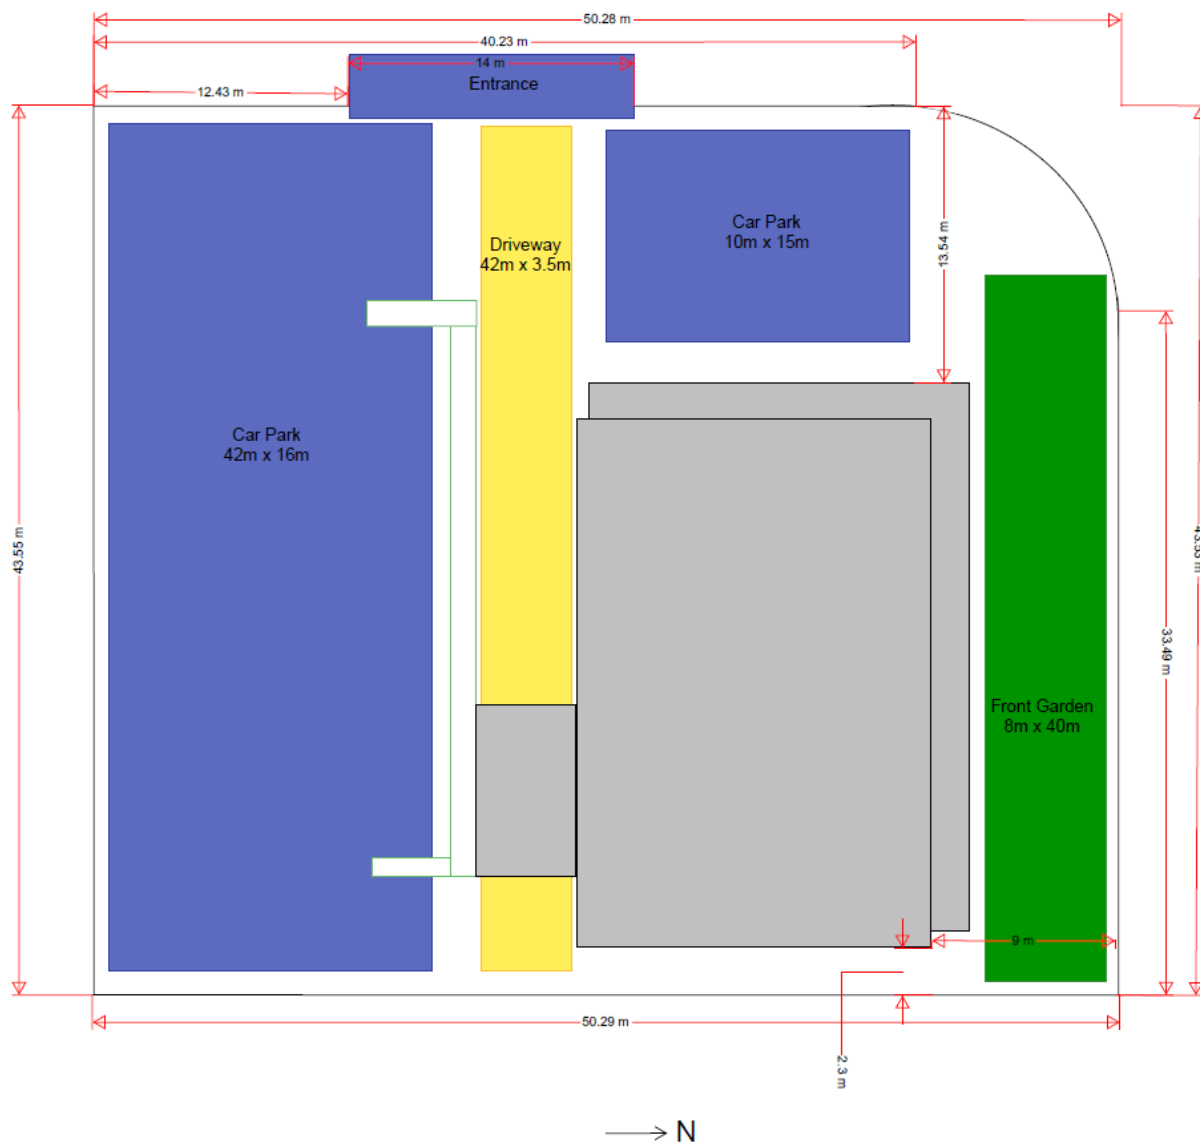 50.28 m
40.23 m
14 m
12.43 m
Entrance
Car Park
10m x 15m
13.54 m
Driveway
42m x 3.5m
Car Park
42m x 16m
43.55 m
33.49 m
Front Garden
8m x 40m
9 m
50.29 m
2.3 m
N